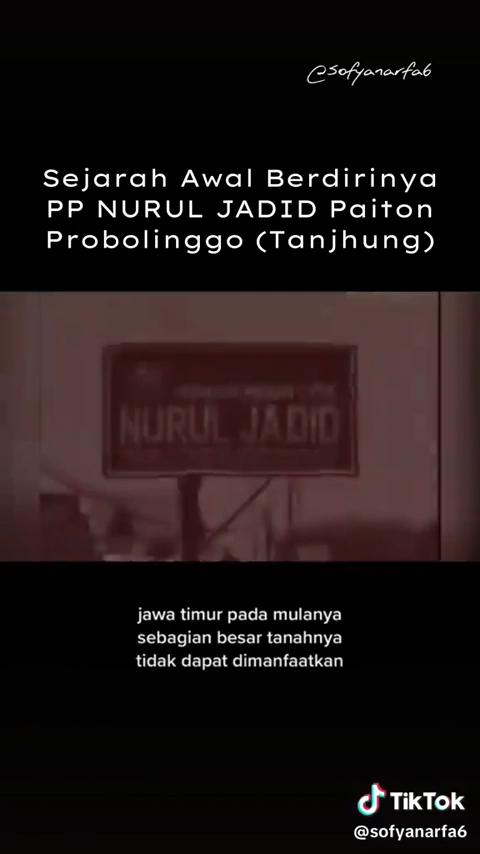 @sofyanarfa6
Sejarah Awal Berdirinya
PP NURUL JADID Paiton
Probolinggo (Tanjhung)
NURUL JADID
jawa timur pada mulanya
sebagian besar tanahnya
tidak dapat dimanfaatkan
TikTok
@sofyanarfa6